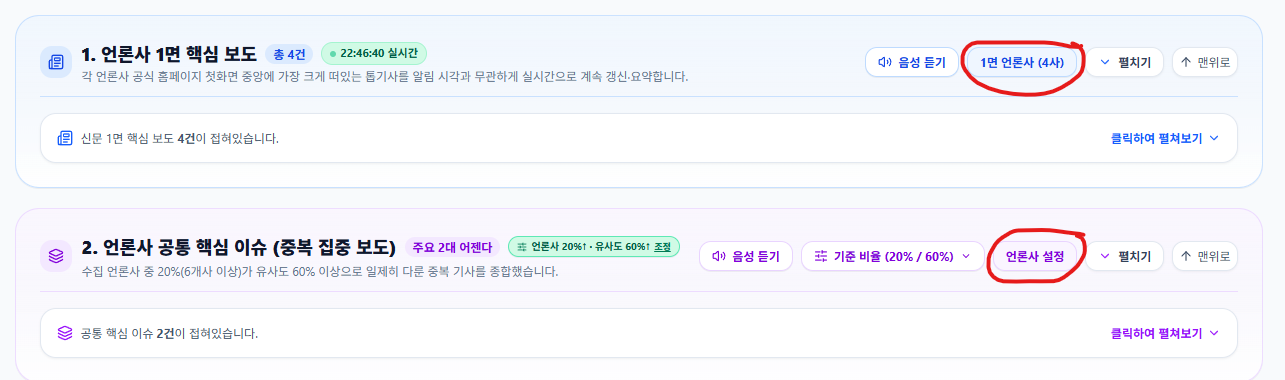 1. 언론사 1면 핵심 보도 총 4건 22:46:40 실시간
음성 듣기 1면 언론사 (4사) 펼치기 맨위로
각 언론사 공식 홈페이지 첫화면 중앙에 가장 크게 떠있는 톱기사를 알림 시각과 무관하게 실시간으로 계속 갱신·요약합니다.
신문 1면 핵심 보도 4건이 접혀있습니다. 클릭하여 펼쳐보기
2. 언론사 공통 핵심 이슈 (중복 집중 보도) 주요 2대 어젠다 언론사 20%↑ · 유사도 60%↑ 조정
음성 듣기 기준 비율 (20% / 60%) 언론사 설정 펼치기 맨위로
수집 언론사 중 20%(6개사 이상)가 유사도 60% 이상으로 일제히 다룬 중복 기사를 종합했습니다.
공통 핵심 이슈 2건이 접혀있습니다. 클릭하여 펼쳐보기